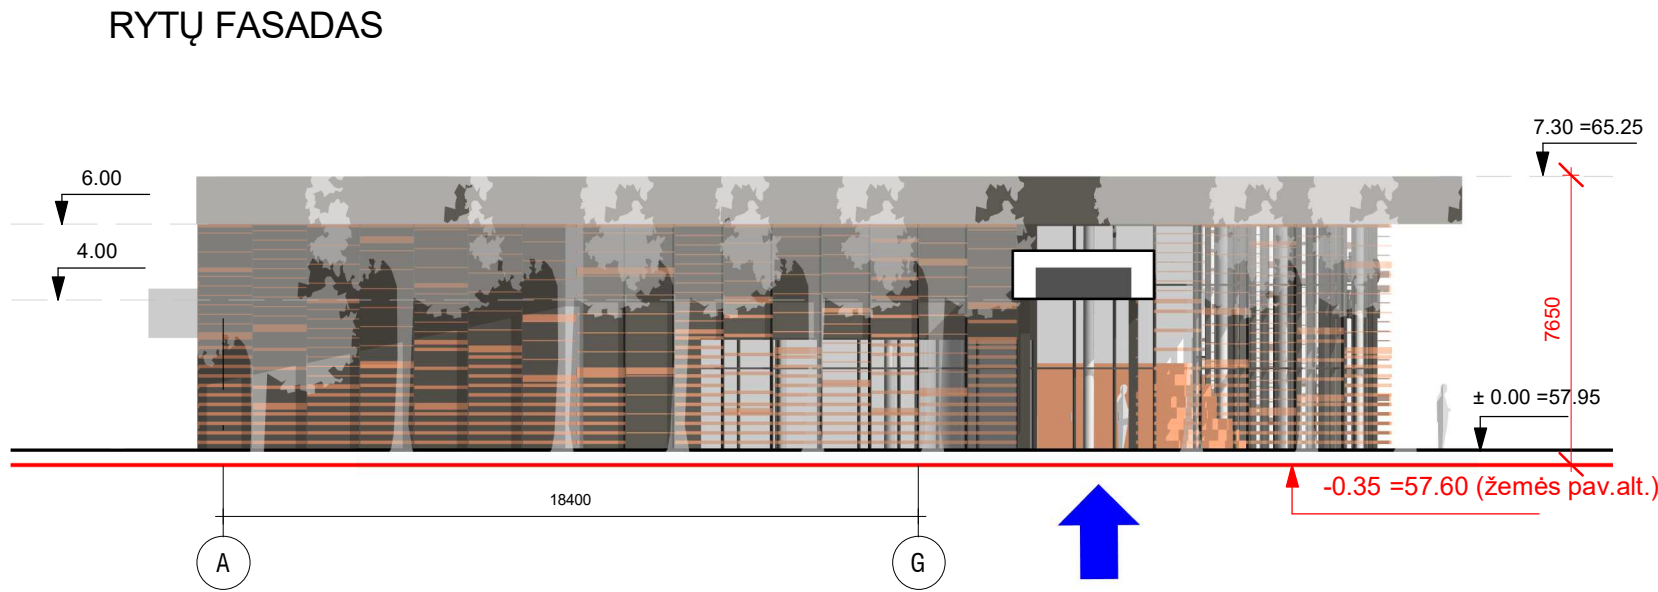 RYTŲ FASADAS
7.30 =65.25
6.00
4.00
7650
± 0.00 =57.95
-0.35 =57.60 (žemės pav.alt.)
18400
A
G